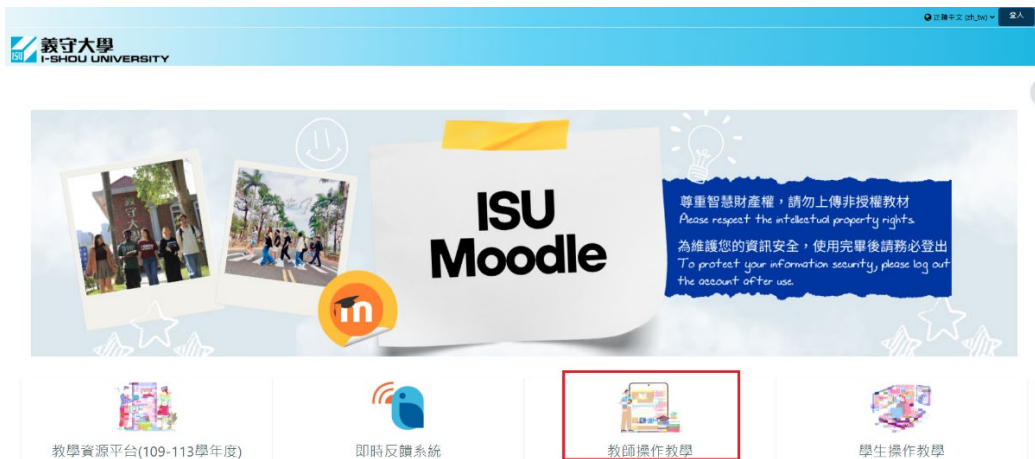 正體中文 (zh_tw)
登入
義守大學
ISU I-SHOU UNIVERSITY
ISU
Moodle
尊重智慧財產權，請勿上傳非授權教材
Please respect the intellectual property rights.
為維護您的資訊安全，使用完畢後請務必登出
To protect your information security, please log out
the account after use.
教學資源平台(109-113學年度)
即時反饋系統
教師操作教學
學生操作教學